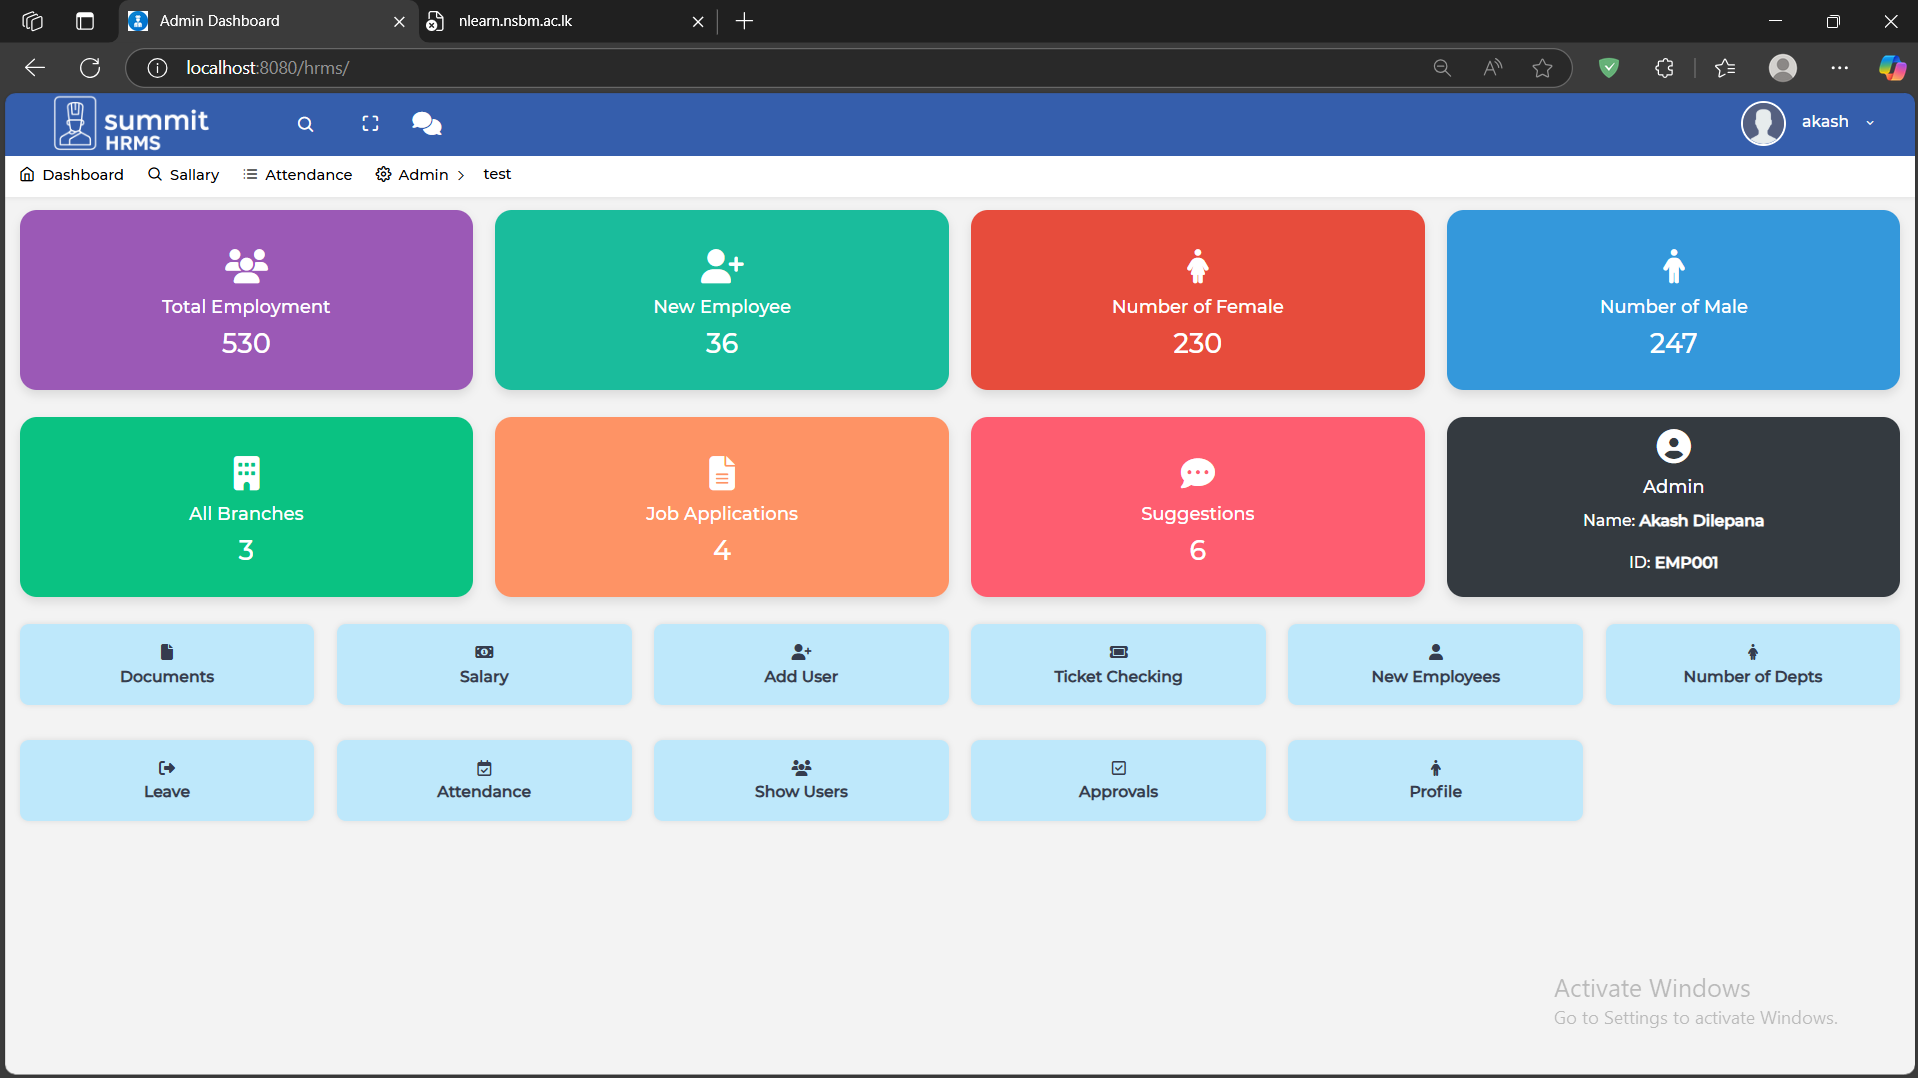 Admin Dashboard
nlearn.nsbm.ac.lk
localhost:8080/hrms/
summit
HRMS
akash
Dashboard
Sallary
Attendance
Admin
test
Total Employment
530
New Employee
36
Number of Female
230
Number of Male
247
All Branches
3
Job Applications
4
Suggestions
6
Admin
Name: Akash Dilepana
ID: EMP001
Documents
Salary
Add User
Ticket Checking
New Employees
Number of Depts
Leave
Attendance
Show Users
Approvals
Profile
Activate Windows
Go to Settings to activate Windows.